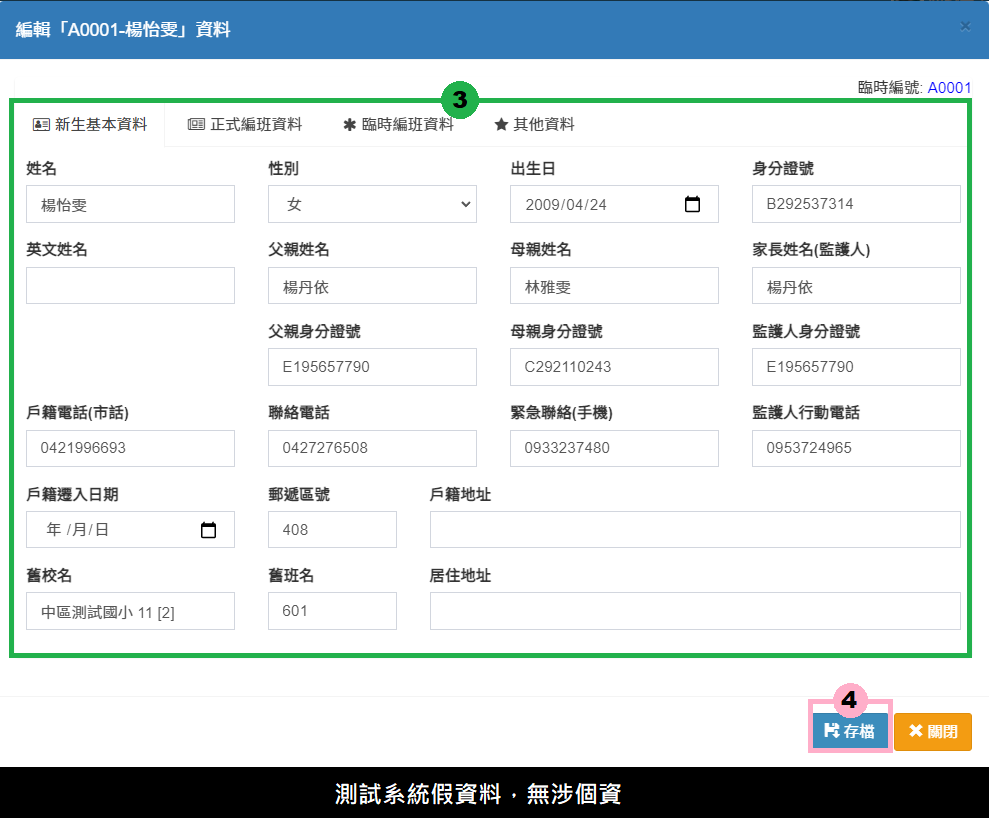 編輯「A0001-楊怡雯」資料 ×
臨時編號: A0001
3
新生基本資料 正式編班資料 臨時編班資料 其他資料
姓名 性別 出生日 身分證號
楊怡雯 女 2009/04/24 B292537314
英文姓名 父親姓名 母親姓名 家長姓名(監護人)
楊丹依 林雅雯 楊丹依
父親身分證號 母親身分證號 監護人身分證號
E195657790 C292110243 E195657790
戶籍電話(市話) 聯絡電話 緊急聯絡(手機) 監護人行動電話
0421996693 0427276508 0933237480 0953724965
戶籍遷入日期 郵遞區號 戶籍地址
年 /月/日 408
舊校名 舊班名 居住地址
中區測試國小 11 [2] 601
4
存檔 關閉
測試系統假資料，無涉個資